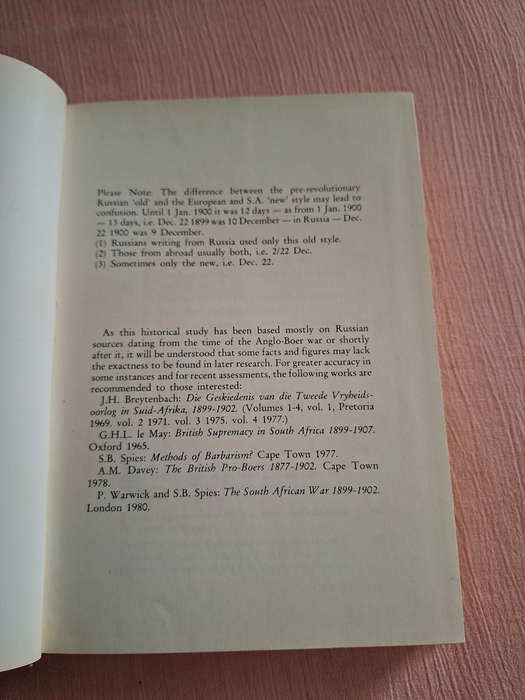 Please Note: The difference between the pre-revolutionary
Russian 'old' and the European and S.A. 'new' style may lead to
confusion. Until 1 Jan. 1900 it was 12 days — as from 1 Jan. 1900
— 13 days, i.e. Dec. 22 1899 was 10 December — in Russia — Dec.
22 1900 was 9 December.
(1) Russians writing from Russia used only this old style.
(2) Those from abroad usually both, i.e. 2/22 Dec.
(3) Sometimes only the new, i.e. Dec. 22.
As this historical study has been based mostly on Russian
sources dating from the time of the Anglo-Boer war or shortly
after it, it will be understood that some facts and figures may lack
the exactness to be found in later research. For greater accuracy in
some instances and for recent assessments, the following works are
recommended to those interested:
J.H. Breytenbach: Die Geskiedenis van die Tweede Vryheids-
oorlog in Suid-Afrika, 1899-1902. (Volumes 1-4, vol. 1, Pretoria
1969. vol. 2 1971. vol. 3 1975. vol. 4 1977.)
G.H.L. le May: British Supremacy in South Africa 1899-1907.
Oxford 1965.
S.B. Spies: Methods of Barbarism? Cape Town 1977.
A.M. Davey: The British Pro-Boers 1877-1902. Cape Town
1978.
P. Warwick and S.B. Spies: The South African War 1899-1902.
London 1980.